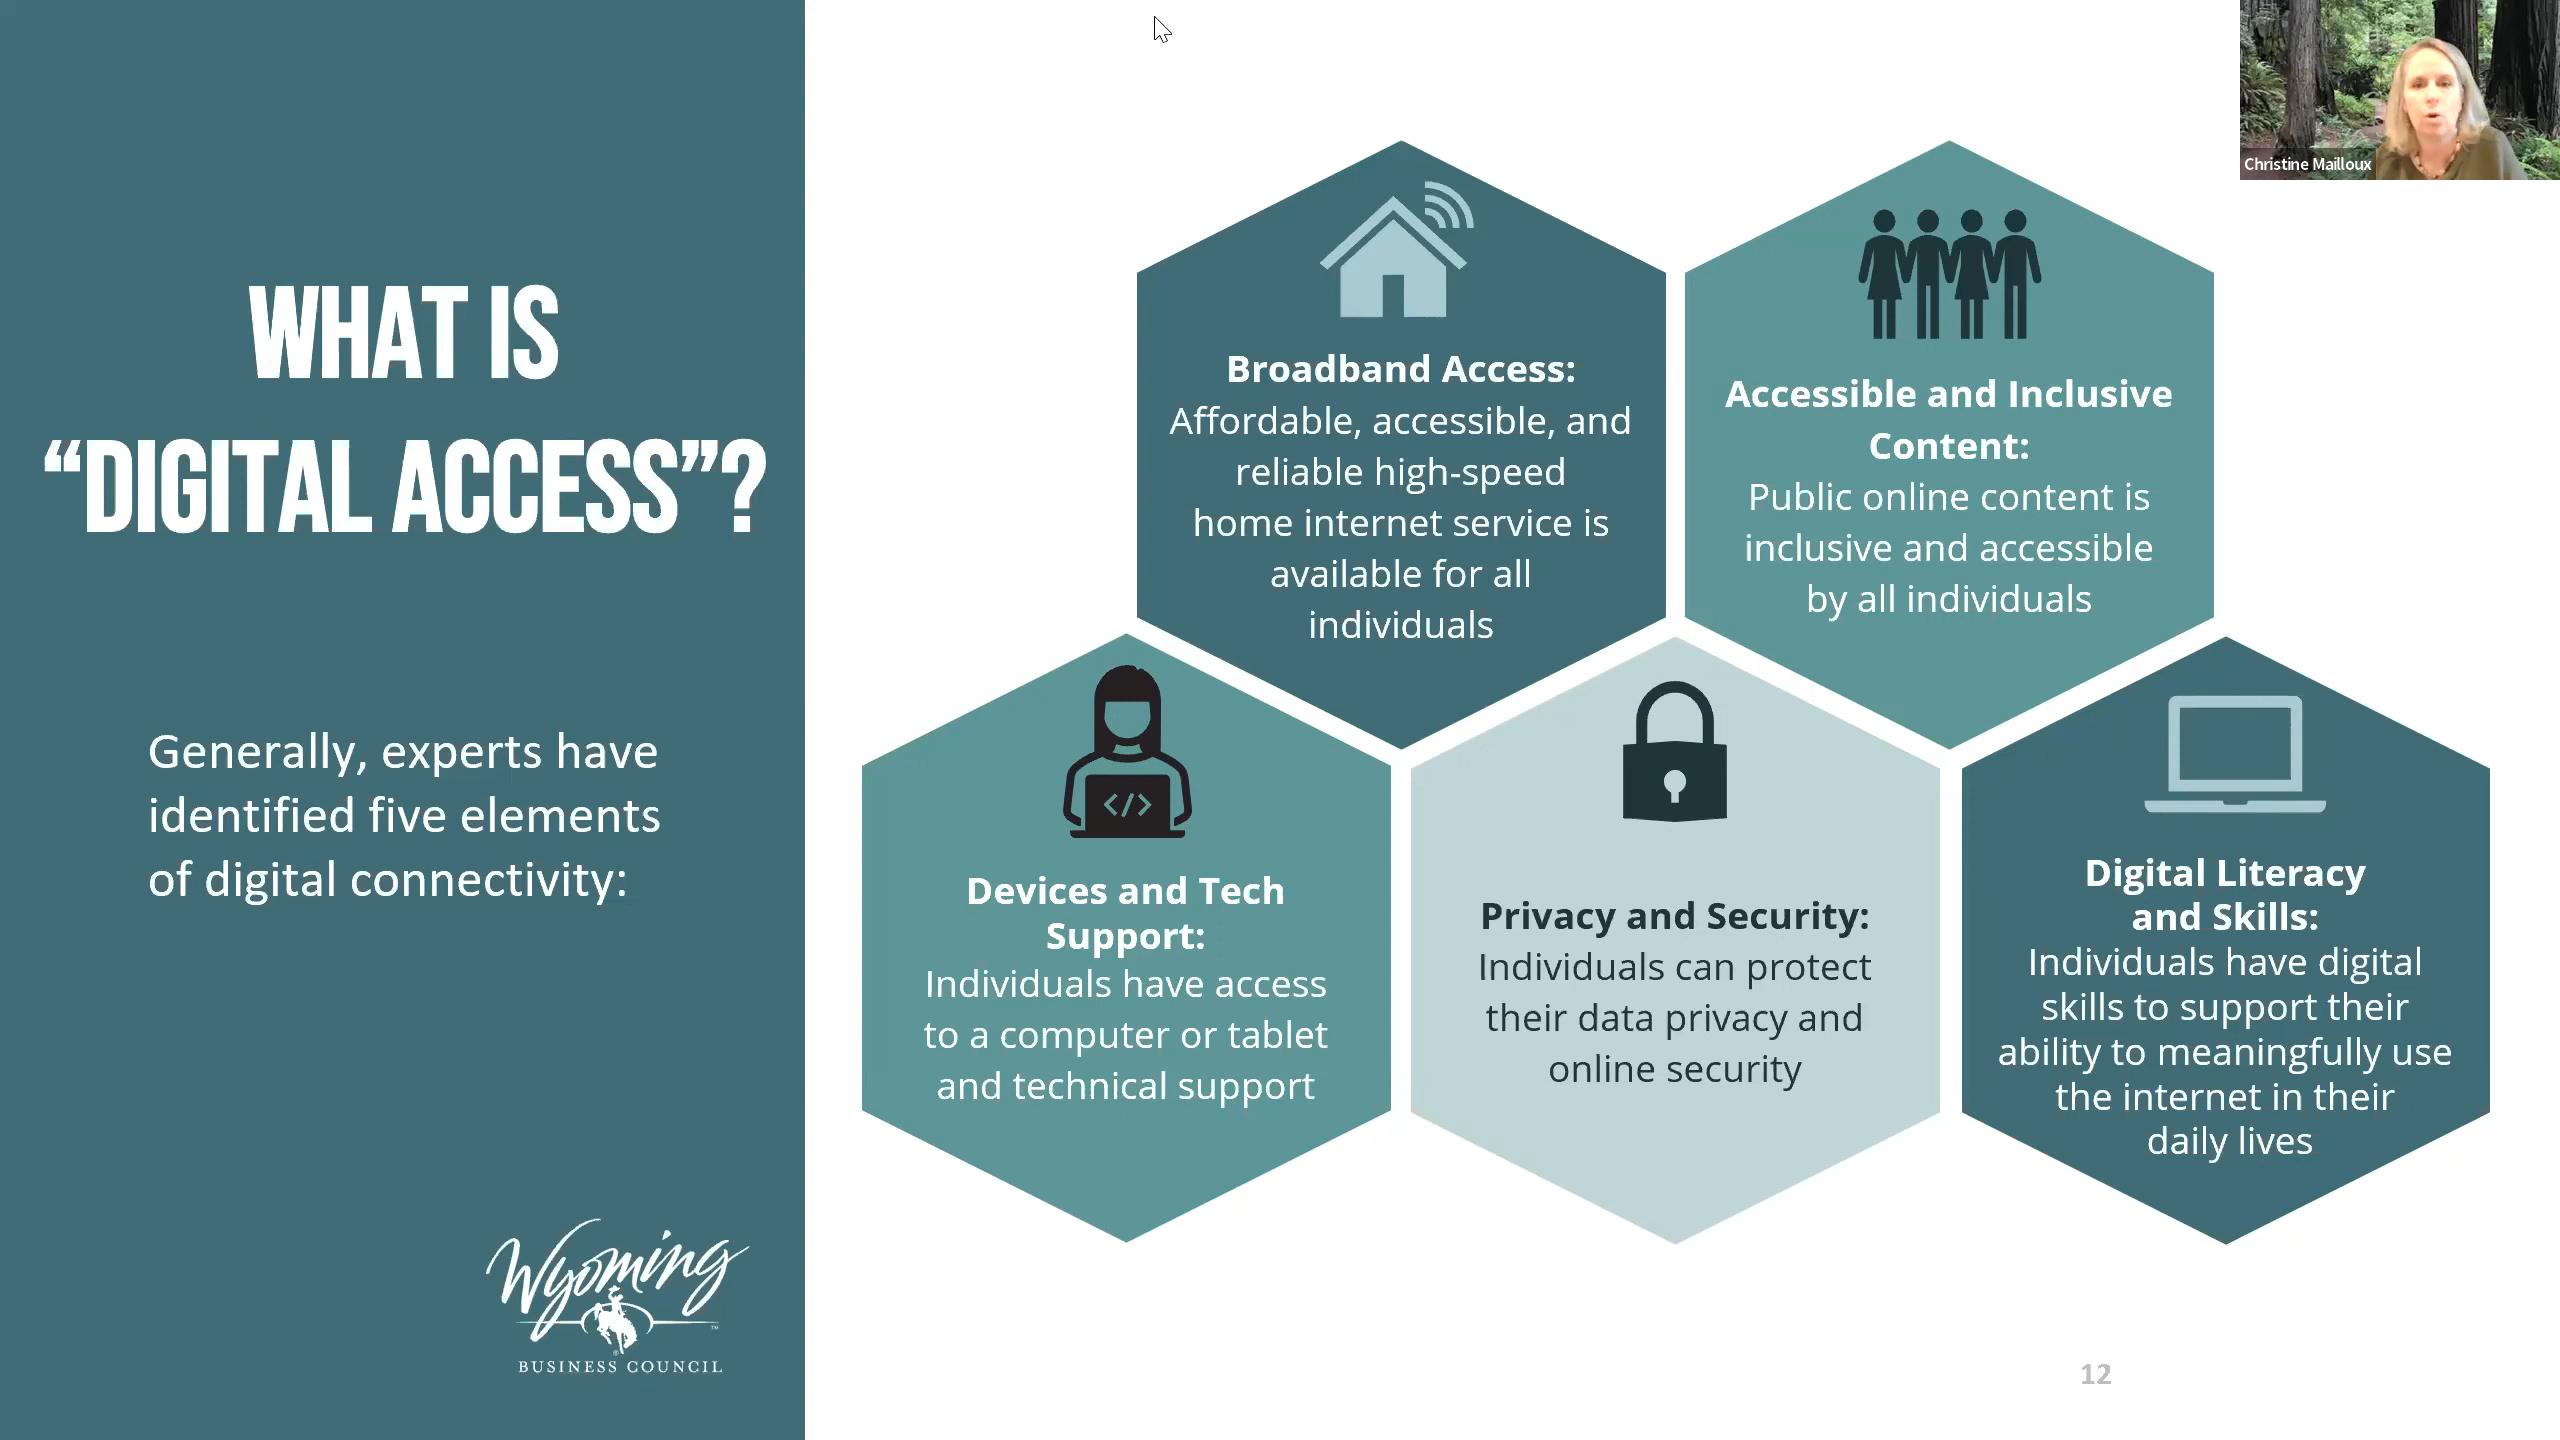 WHAT IS
“DIGITAL ACCESS”?
Generally, experts have
identified five elements
of digital connectivity:
Wyoming
™
®
BUSINESS COUNCIL
Christine Mailloux
Broadband Access:
Affordable, accessible, and
reliable high-speed
home internet service is
available for all
individuals
Accessible and Inclusive
Content:
Public online content is
inclusive and accessible
by all individuals
</>
Devices and Tech
Support:
Individuals have access
to a computer or tablet
and technical support
Privacy and Security:
Individuals can protect
their data privacy and
online security
Digital Literacy
and Skills:
Individuals have digital
skills to support their
ability to meaningfully use
the internet in their
daily lives
12